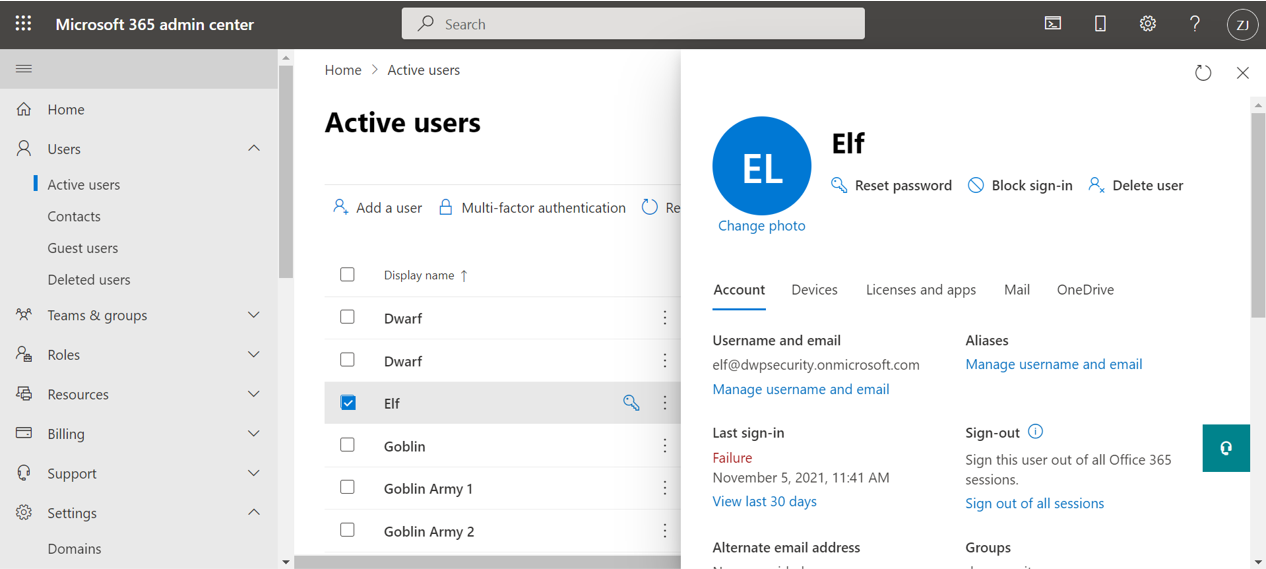 Microsoft 365 admin center
Search
ZJ
Home
Users
Active users
Contacts
Guest users
Deleted users
Teams & groups
Roles
Resources
Billing
Support
Settings
Domains
Home > Active users
Active users
Add a user Multi-factor authentication Re
Display name ↑
Dwarf
Dwarf
Elf
Goblin
Goblin Army 1
Goblin Army 2
EL
Change photo
Elf
Reset password Block sign-in Delete user
Account Devices Licenses and apps Mail OneDrive
Username and email
elf@dwpsecurity.onmicrosoft.com
Manage username and email
Aliases
Manage username and email
Last sign-in
Failure
November 5, 2021, 11:41 AM
View last 30 days
Sign-out
Sign this user out of all Office 365
sessions.
Sign out of all sessions
Alternate email address
Groups